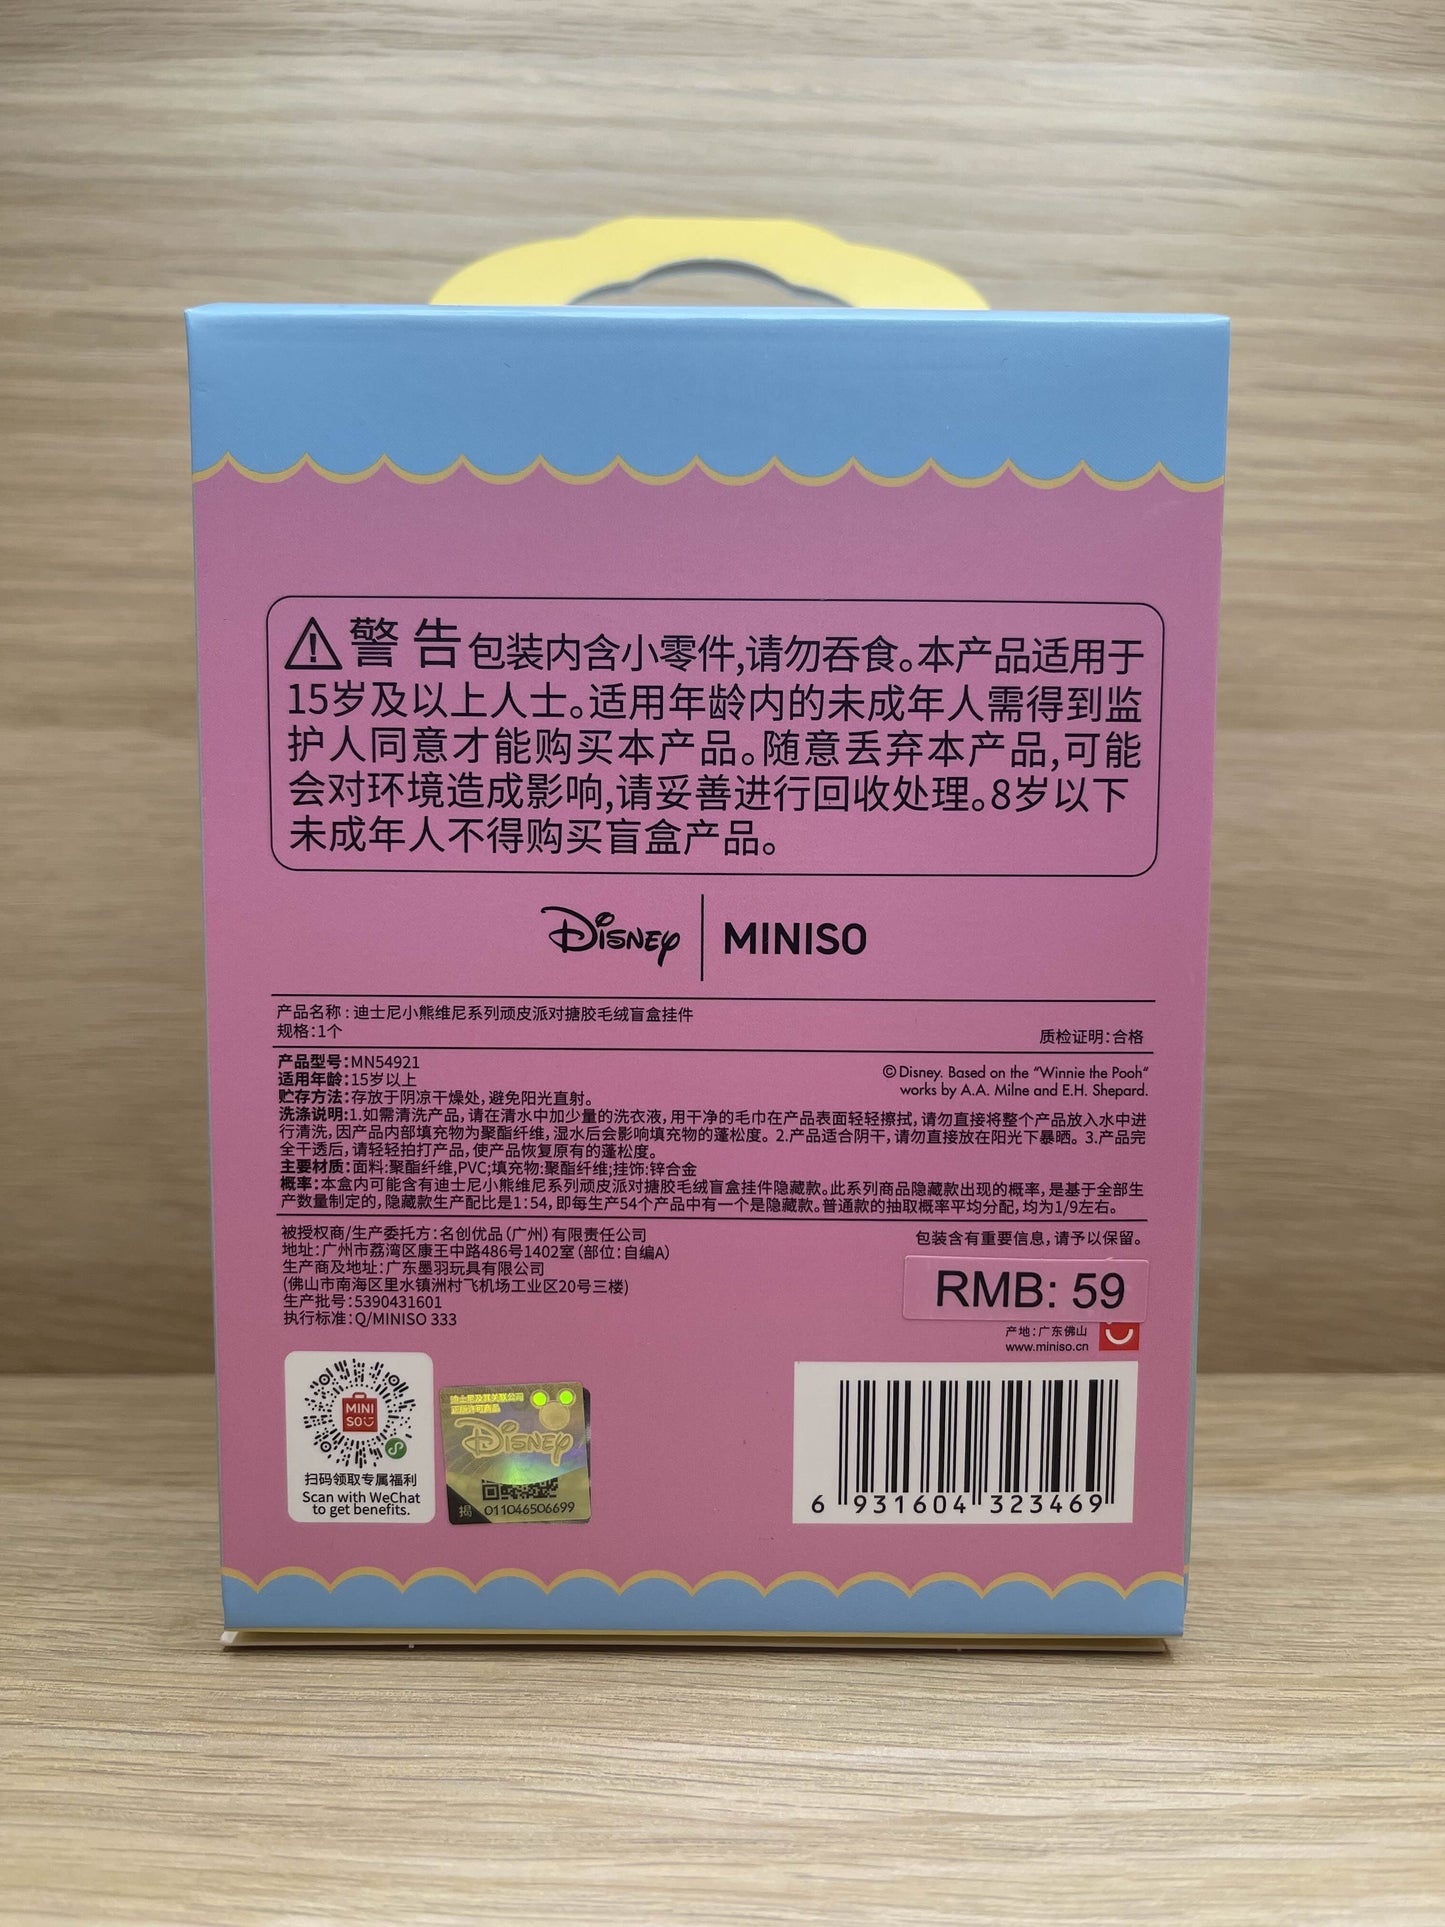 警告 包装内含小零件,请勿吞食。本产品适用于
15岁及以上人士。适用年龄内的未成年人需得到监
护人同意才能购买本产品。随意丢弃本产品,可能
会对环境造成影响,请妥善进行回收处理。8岁以下
未成年人不得购买盲盒产品。
Disney | MINISO
产品名称：迪士尼小熊维尼系列顽皮派对搪胶毛绒盲盒挂件
规格:1个
质检证明:合格
产品型号:MN54921
适用年龄:15岁以上
贮存方法:存放于阴凉干燥处,避免阳光直射。
©Disney. Based on the “Winnie the Pooh“
works by A.A. Milne and E.H. Shepard.
洗涤说明:1.如需清洗产品,请在清水中加少量的洗衣液,用干净的毛巾在产品表面轻轻擦拭,请勿直接将整个产品放入水中进
行清洗,因产品内部填充物为聚酯纤维,湿水后会影响填充物的蓬松度。2.产品适合阴干,请勿直接放在阳光下暴晒。3.产品完
全干透后,请轻轻拍打产品,使产品恢复原有的蓬松度。
主要材质:面料:聚酯纤维,PVC;填充物:聚酯纤维;挂饰:锌合金
概率:本盒内可能含有迪士尼小熊维尼系列顽皮派对搪胶毛绒盲盒挂件隐藏款。此系列商品隐藏款出现的概率,是基于全部生
产数量制定的,隐藏款生产配比是1:54,即每生产54个产品中有一个是隐藏款。普通款的抽取概率平均分配,均为1/9左右。
被授权商/生产委托方:名创优品(广州)有限责任公司
地址:广州市荔湾区康王中路486号1402室(部位:自编A)
生产商及地址:广东墨羽玩具有限公司
(佛山市南海区里水镇洲村飞机场工业区20号三楼)
生产批号:5390431601
执行标准:Q/MINISO 333
包装含有重要信息,请予以保留。
RMB: 59
产地:广东佛山
www.miniso.cn
MINI
SO
扫码领取专属福利
Scan with WeChat
to get benefits.
迪士尼及其关联公司
正版许可商品
Disney
揭 011046506699
6 931604 323469